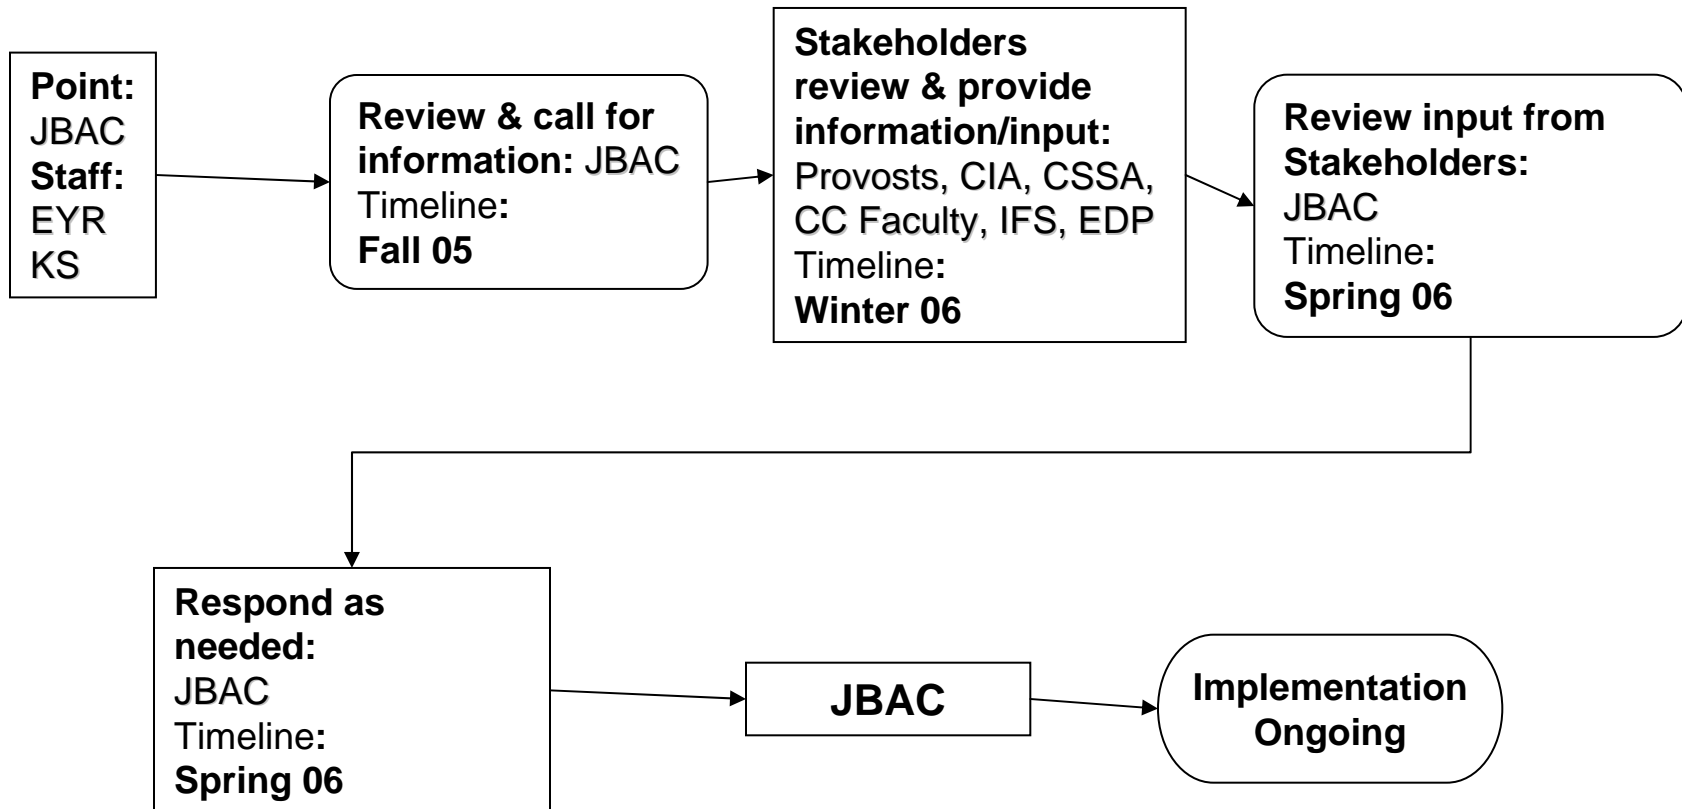 Point:
JBAC
Staff:
EYR
KS
Review & call for
information: JBAC
Timeline:
Fall 05
Stakeholders
review & provide
information/input:
Provosts, CIA, CSSA,
CC Faculty, IFS, EDP
Timeline:
Winter 06
Review input from
Stakeholders:
JBAC
Timeline:
Spring 06
Respond as
needed:
JBAC
Timeline:
Spring 06
JBAC
Implementation
Ongoing